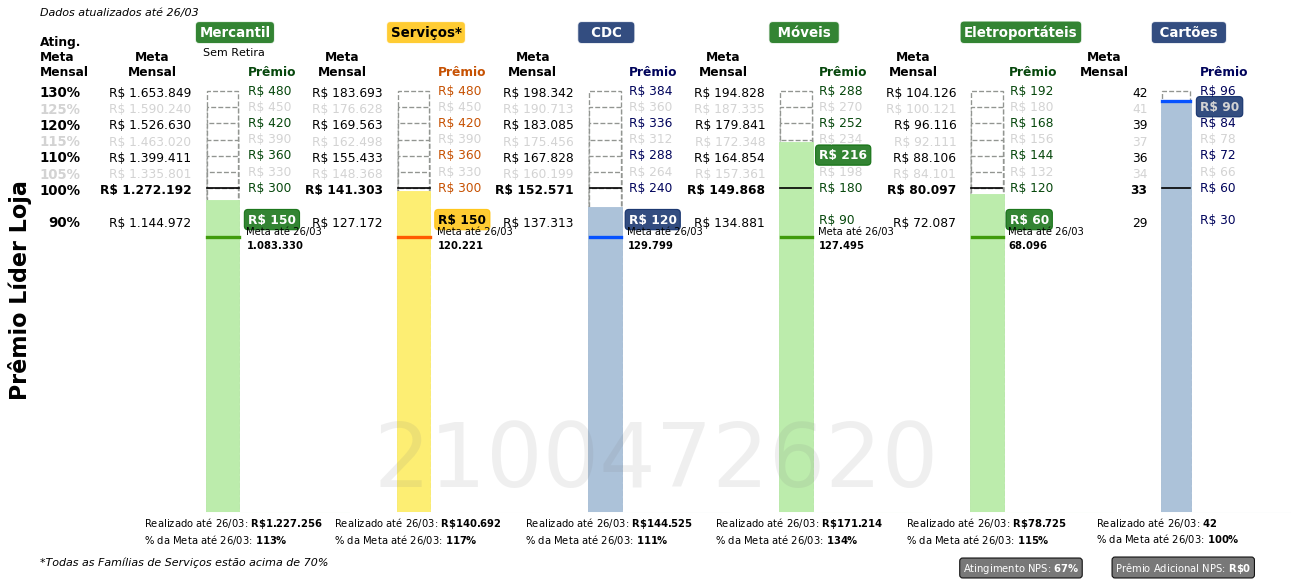 Dados atualizados até 26/03
Mercantil Serviços* CDC Móveis Eletroportáteis Cartões
Sem Retira
Ating. Meta Mensal Meta Mensal Prêmio Meta Mensal Prêmio Meta Mensal Prêmio Meta Mensal Prêmio Meta Mensal Prêmio Meta Mensal Prêmio
130% R$ 1.653.849 R$ 480 R$ 183.693 R$ 480 R$ 198.342 R$ 384 R$ 194.828 R$ 288 R$ 104.126 R$ 192 42 R$ 96
125% R$ 1.590.240 R$ 450 R$ 176.628 R$ 450 R$ 190.713 R$ 360 R$ 187.335 R$ 270 R$ 100.121 R$ 180 41 R$ 90
120% R$ 1.526.630 R$ 420 R$ 169.563 R$ 420 R$ 183.085 R$ 336 R$ 179.841 R$ 252 R$ 96.116 R$ 168 39 R$ 84
115% R$ 1.463.020 R$ 390 R$ 162.498 R$ 390 R$ 175.456 R$ 312 R$ 172.348 R$ 234 R$ 92.111 R$ 156 37 R$ 78
110% R$ 1.399.411 R$ 360 R$ 155.433 R$ 360 R$ 167.828 R$ 288 R$ 164.854 R$ 216 R$ 88.106 R$ 144 36 R$ 72
105% R$ 1.335.801 R$ 330 R$ 148.368 R$ 330 R$ 160.199 R$ 264 R$ 157.361 R$ 198 R$ 84.101 R$ 132 34 R$ 66
100% R$ 1.272.192 R$ 300 R$ 141.303 R$ 300 R$ 152.571 R$ 240 R$ 149.868 R$ 180 R$ 80.097 R$ 120 33 R$ 60
90% R$ 1.144.972 R$ 150 R$ 127.172 R$ 150 R$ 137.313 R$ 120 R$ 134.881 R$ 90 R$ 72.087 R$ 60 29 R$ 30
Meta até 26/03 Meta até 26/03 Meta até 26/03 Meta até 26/03 Meta até 26/03
1.083.330 120.221 129.799 127.495 68.096
Prêmio Líder Loja
2100472620
Realizado até 26/03: R$1.227.256 Realizado até 26/03: R$140.692 Realizado até 26/03: R$144.525 Realizado até 26/03: R$171.214 Realizado até 26/03: R$78.725 Realizado até 26/03: 42
% da Meta até 26/03: 113% % da Meta até 26/03: 117% % da Meta até 26/03: 111% % da Meta até 26/03: 134% % da Meta até 26/03: 115% % da Meta até 26/03: 100%
*Todas as Famílias de Serviços estão acima de 70%
Atingimento NPS: 67% Prêmio Adicional NPS: R$0